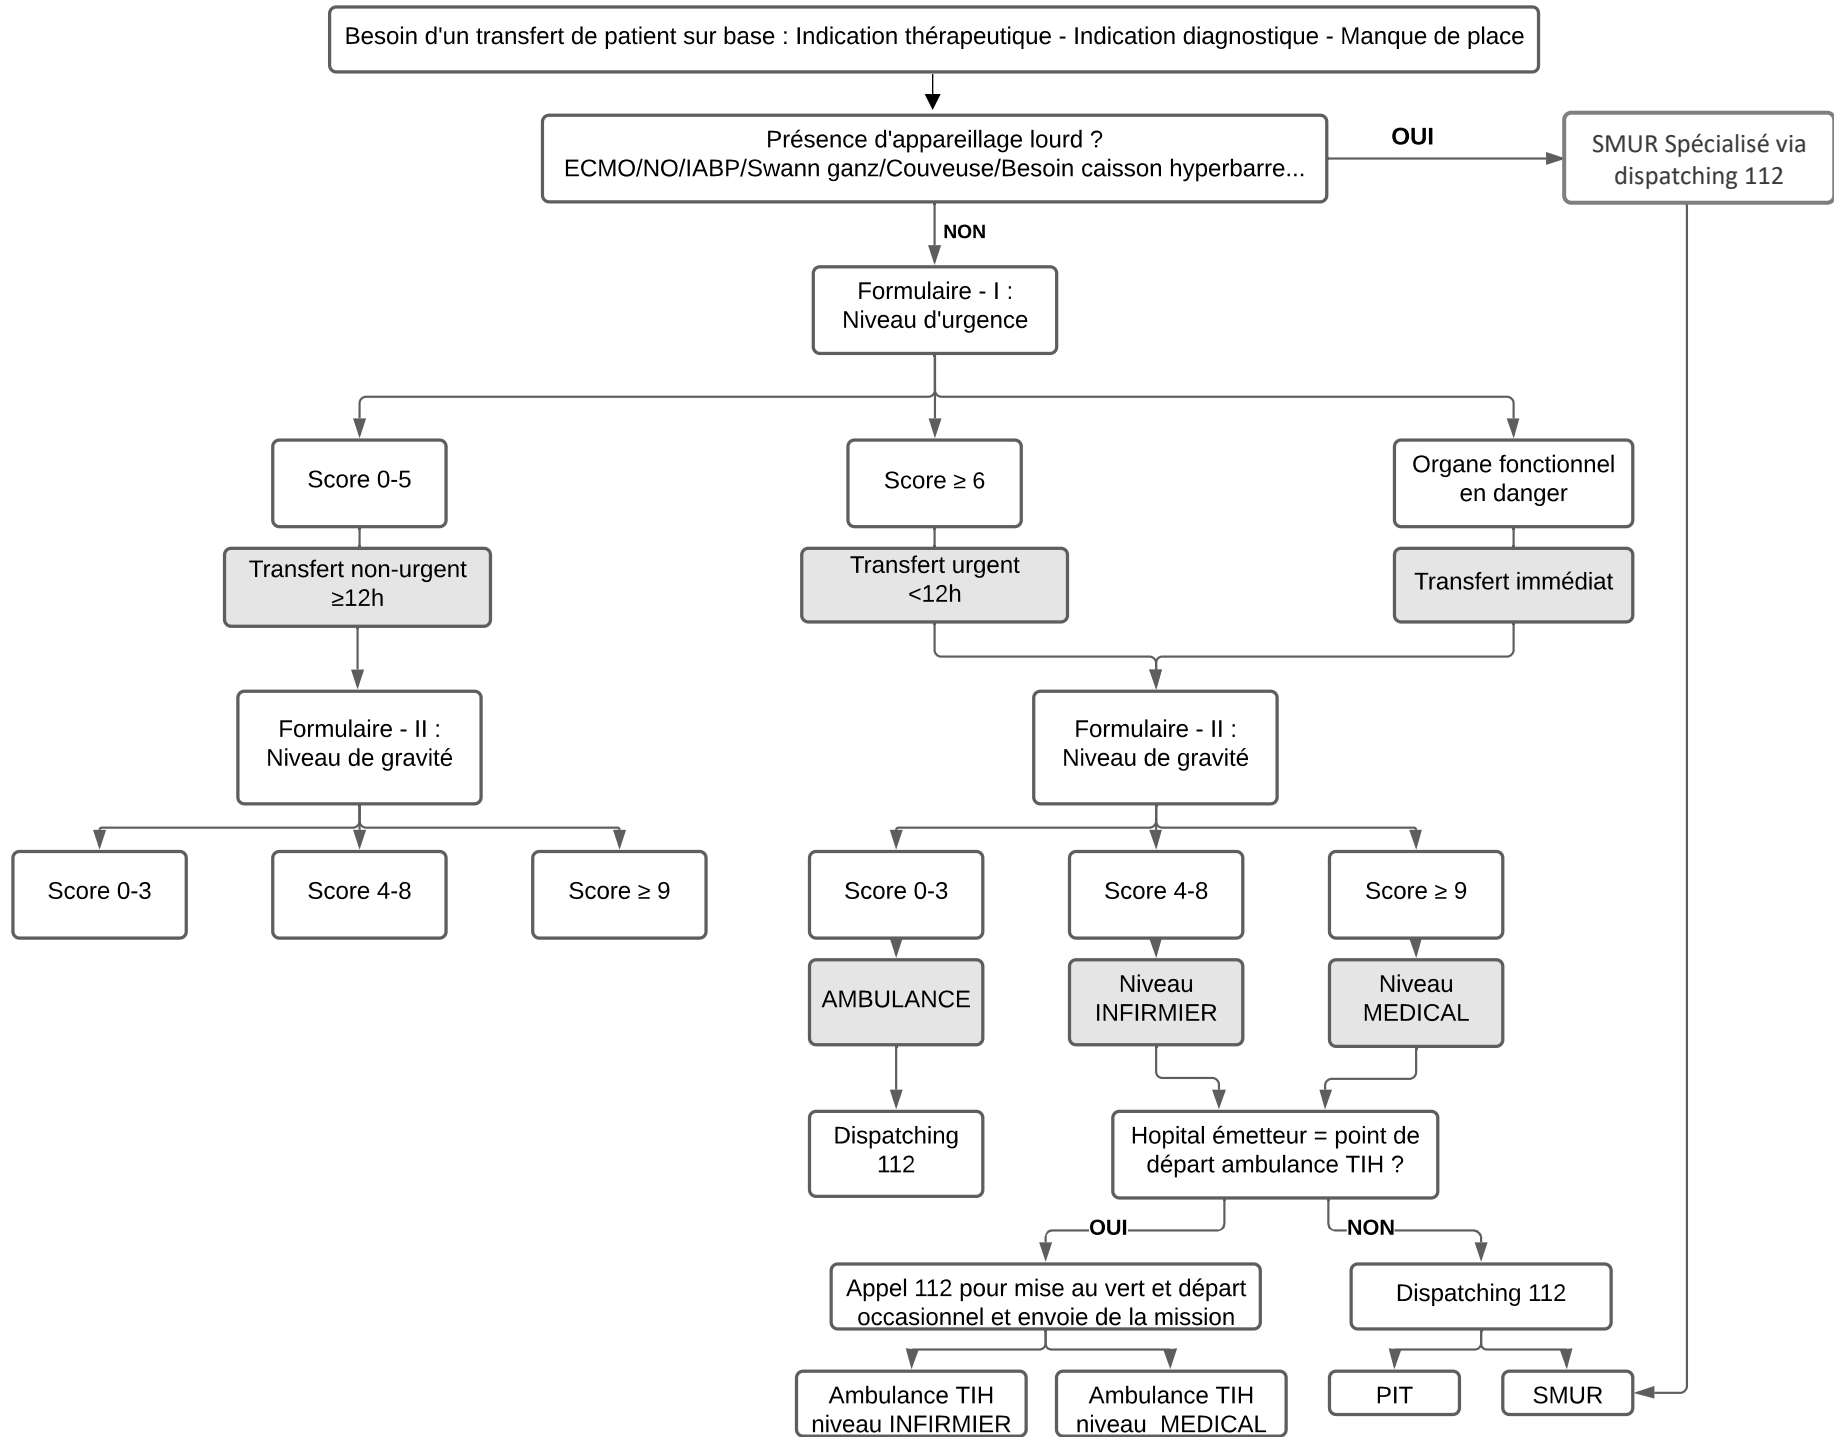 Besoin d'un transfert de patient sur base : Indication thérapeutique - Indication diagnostique - Manque de place
Présence d'appareillage lourd ?
ECMO/NO/IABP/Swann ganz/Couveuse/Besoin caisson hyperbarre...
OUI
SMUR Spécialisé via
dispatching 112
NON
Formulaire - I :
Niveau d'urgence
Score 0-5
Score ≥ 6
Organe fonctionnel
en danger
Transfert non-urgent
≥12h
Transfert urgent
<12h
Transfert immédiat
Formulaire - II :
Niveau de gravité
Formulaire - II :
Niveau de gravité
Score 0-3
Score 4-8
Score ≥ 9
Score 0-3
Score 4-8
Score ≥ 9
AMBULANCE
Niveau
INFIRMIER
Niveau
MEDICAL
Dispatching
112
Hopital émetteur = point de
départ ambulance TIH ?
OUI
NON
Appel 112 pour mise au vert et départ
occasionnel et envoie de la mission
Dispatching 112
Ambulance TIH
niveau INFIRMIER
Ambulance TIH
niveau  MEDICAL
PIT
SMUR